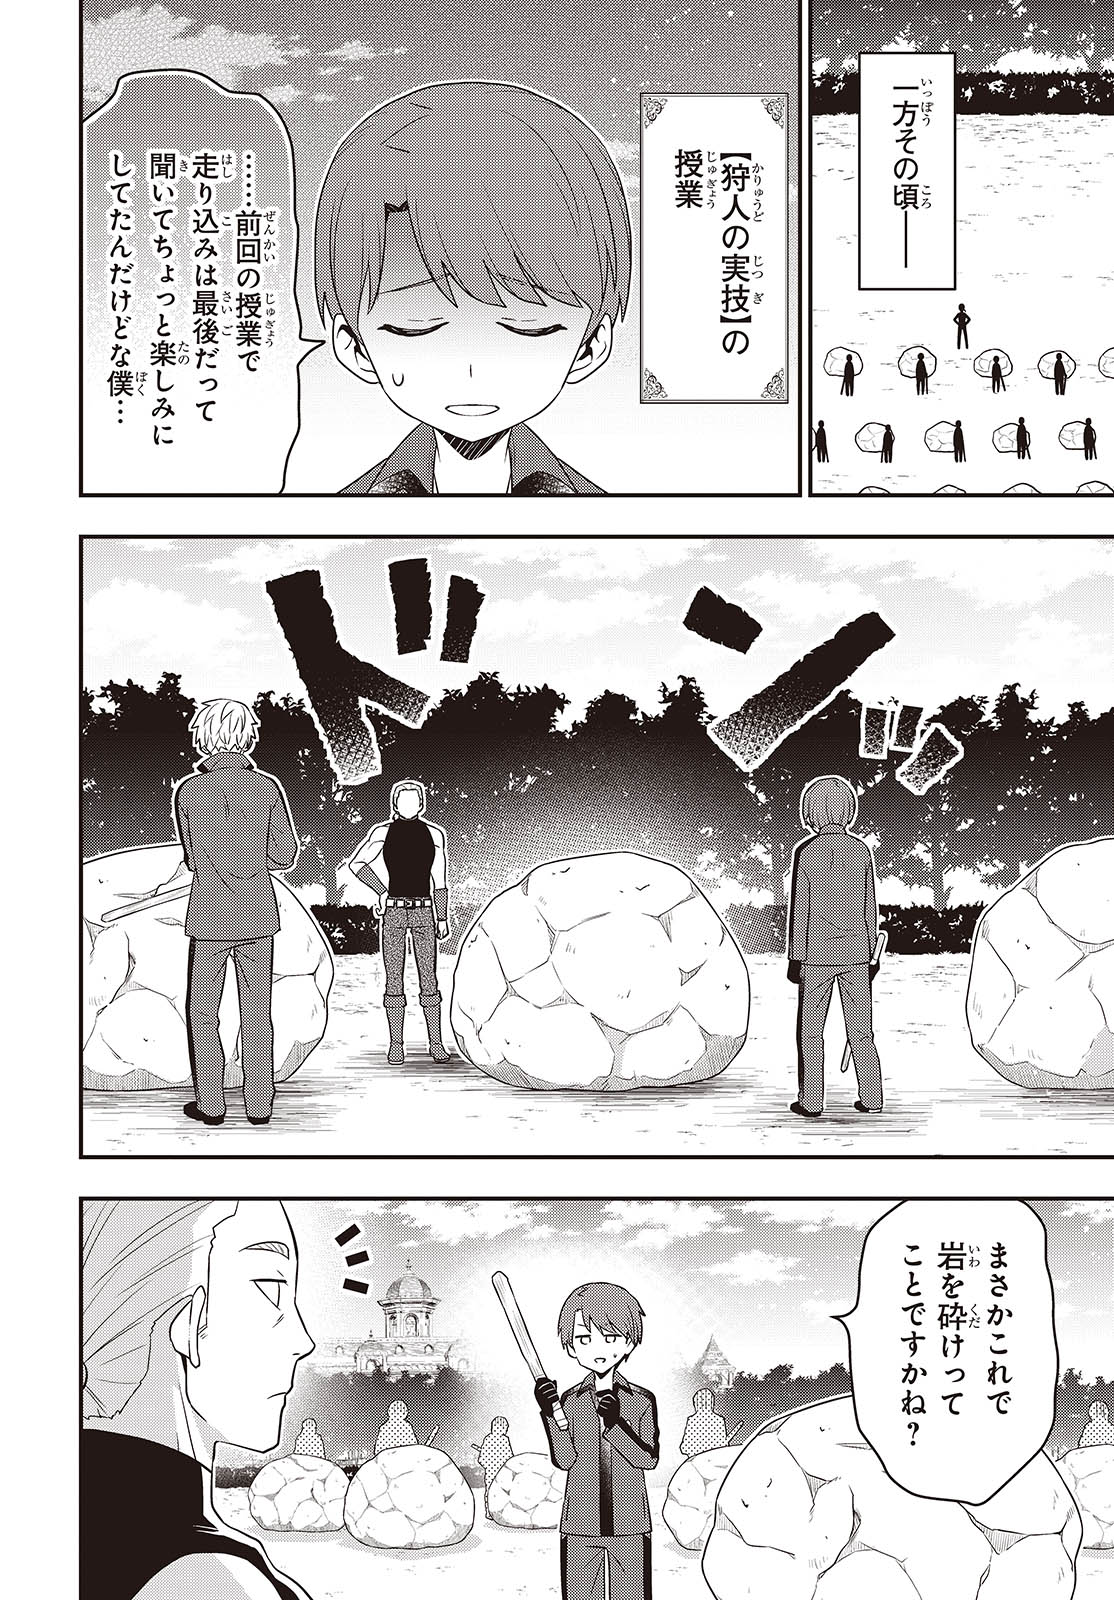 一方その頃――
【狩人の実技】の
授業
……前回の授業で
走り込みは最後だって
聞いてちょっと楽しみに
してたんだけどな僕…
ドンッ
まさかこれで
岩を砕けって
ことですかね?